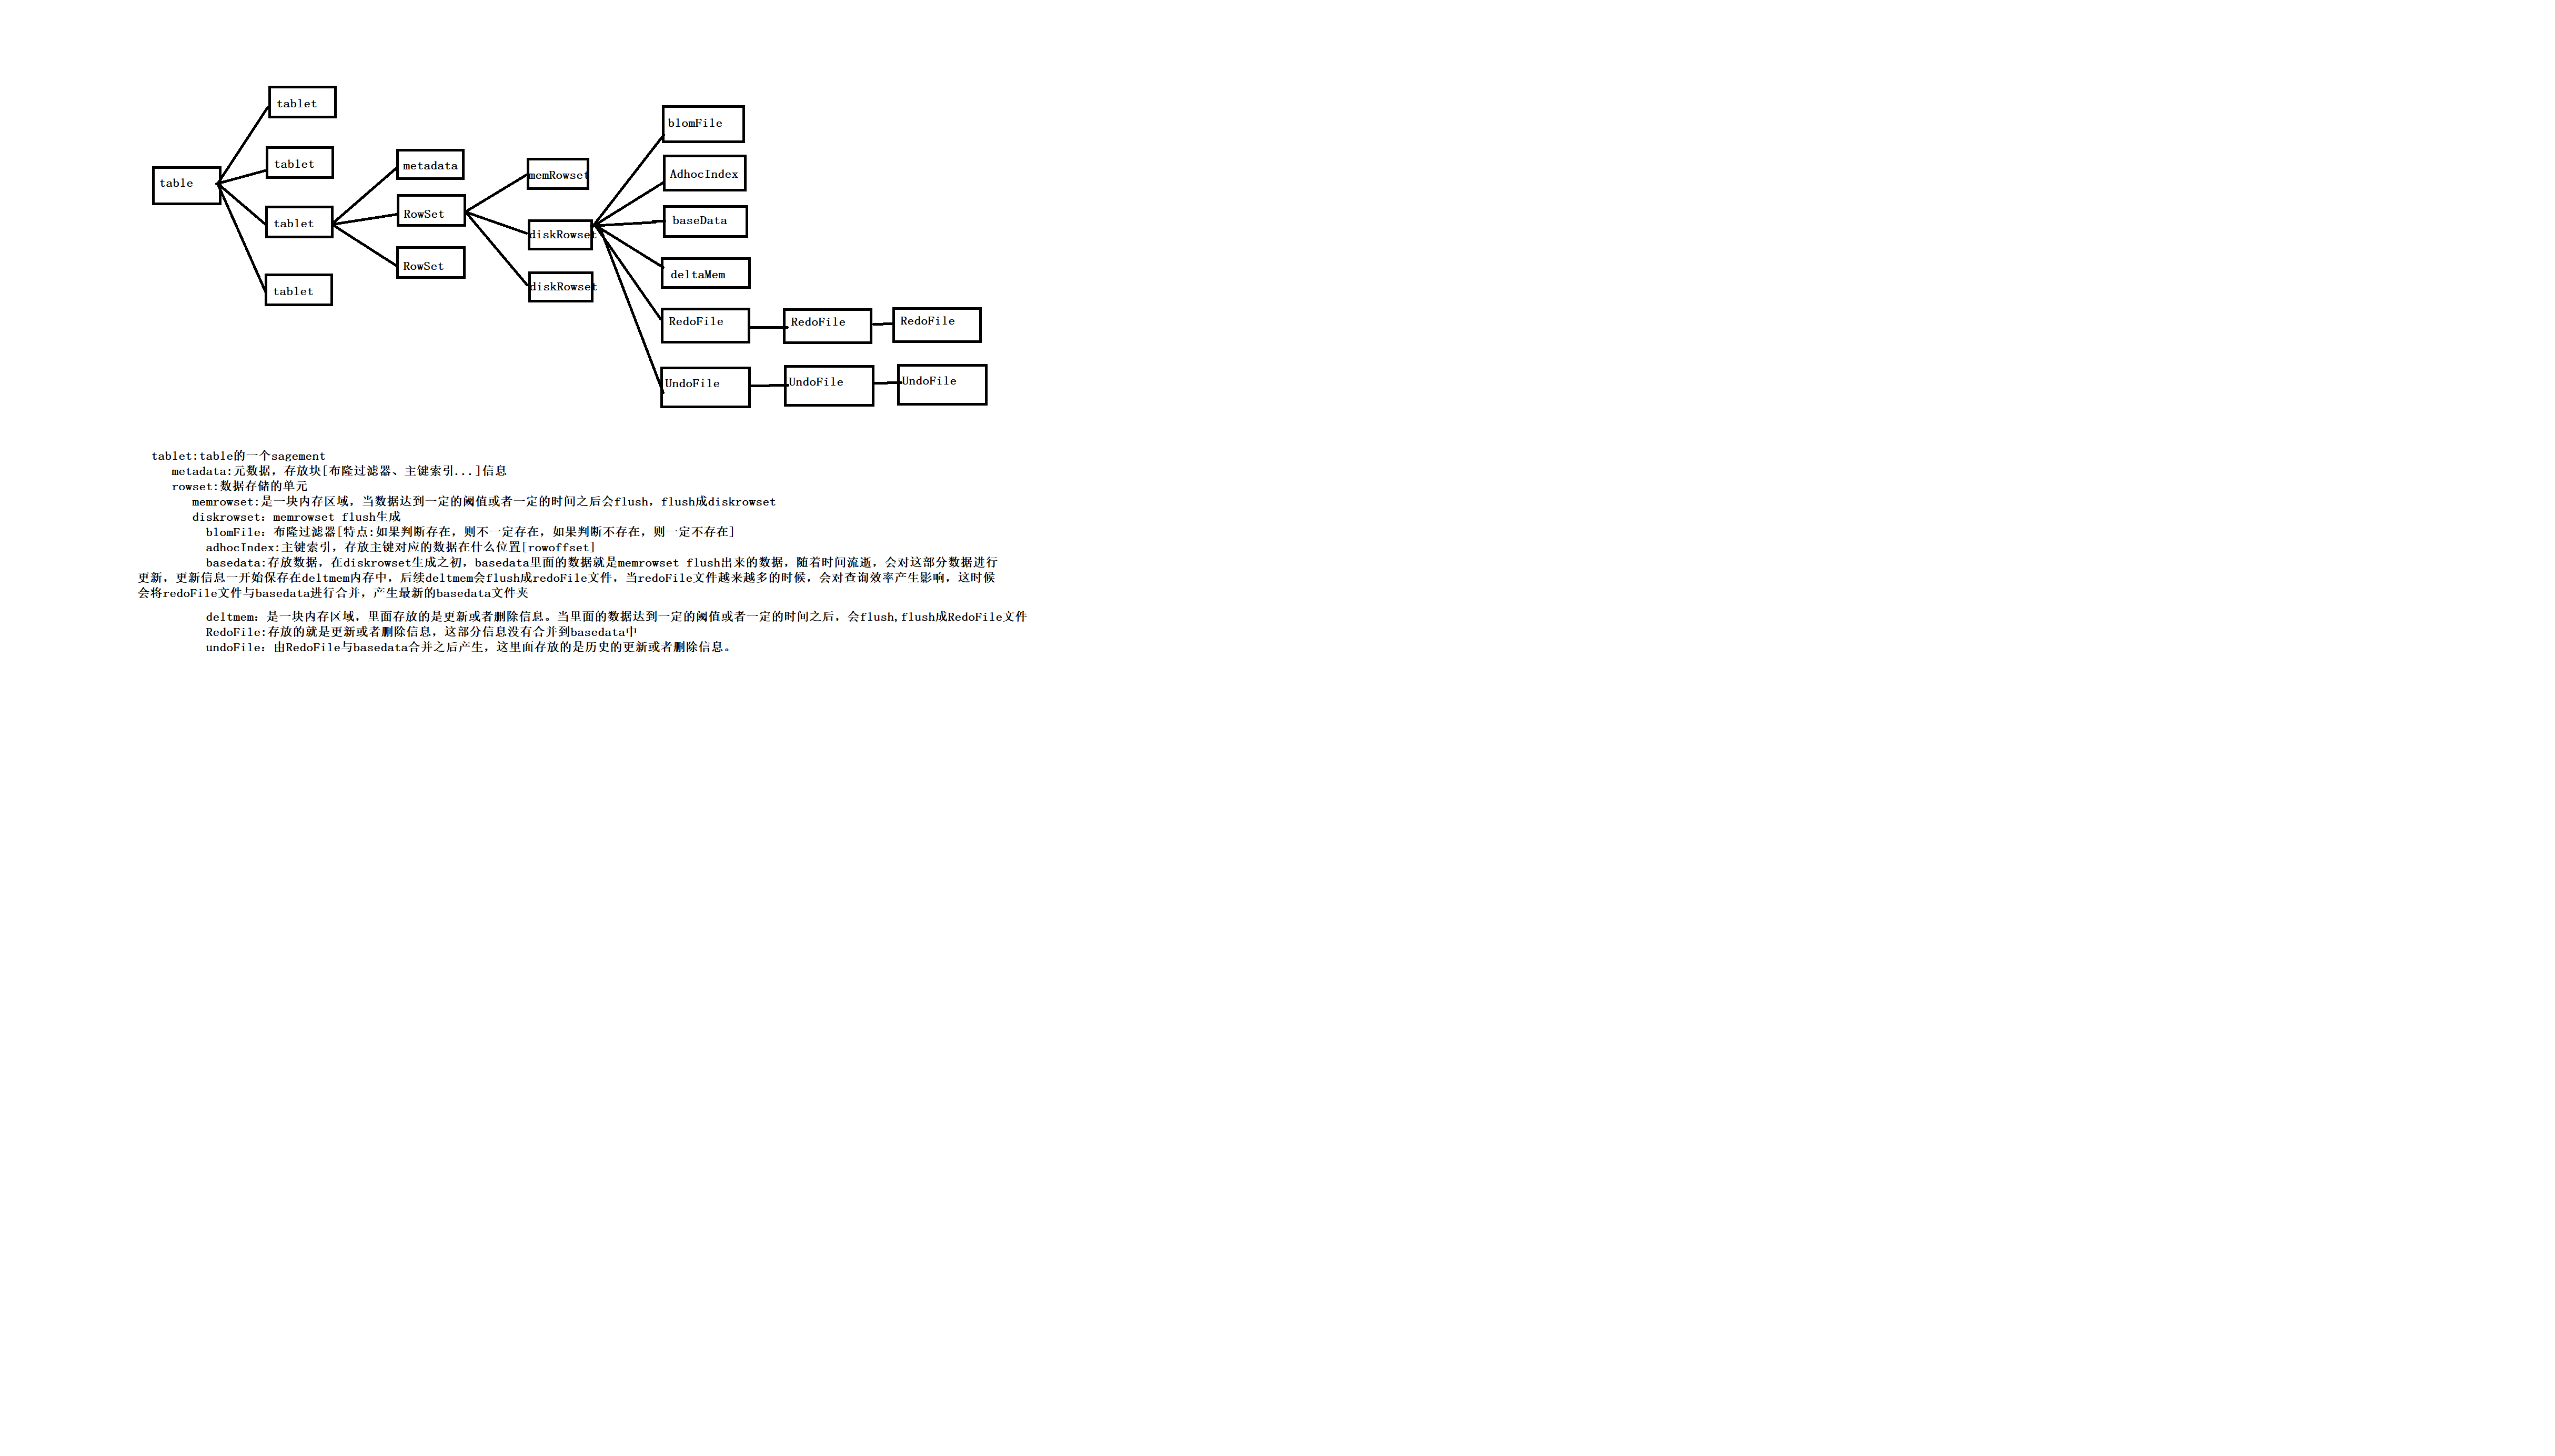 tablet
tablet
tablet
tablet
table
metadata
RowSet
RowSet
memRowset
diskRowset
diskRowset
blomFile
AdhocIndex
baseData
deltaMem
RedoFile RedoFile RedoFile
UndoFile UndoFile UndoFile
tablet:table的一个sagement
metadata:元数据，存放块[布隆过滤器、主键索引...]信息
rowset:数据存储的单元
memrowset:是一块内存区域，当数据达到一定的阈值或者一定的时间之后会flush，flush成diskrowset
diskrowset：memrowset flush生成
blomFile：布隆过滤器[特点:如果判断存在，则不一定存在，如果判断不存在，则一定不存在]
adhocIndex:主键索引，存放主键对应的数据在什么位置[rowoffset]
basedata:存放数据，在diskrowset生成之初，basedata里面的数据就是memrowset flush出来的数据，随着时间流逝，会对这部分数据进行
更新，更新信息一开始保存在deltmem内存中，后续deltmem会flush成redoFile文件，当redoFile文件越来越多的时候，会对查询效率产生影响，这时候
会将redoFile文件与basedata进行合并，产生最新的basedata文件夹
deltmem：是一块内存区域，里面存放的是更新或者删除信息。当里面的数据达到一定的阈值或者一定的时间之后，会flush,flush成RedoFile文件
RedoFile:存放的就是更新或者删除信息，这部分信息没有合并到basedata中
undoFile：由RedoFile与basedata合并之后产生，这里面存放的是历史的更新或者删除信息。